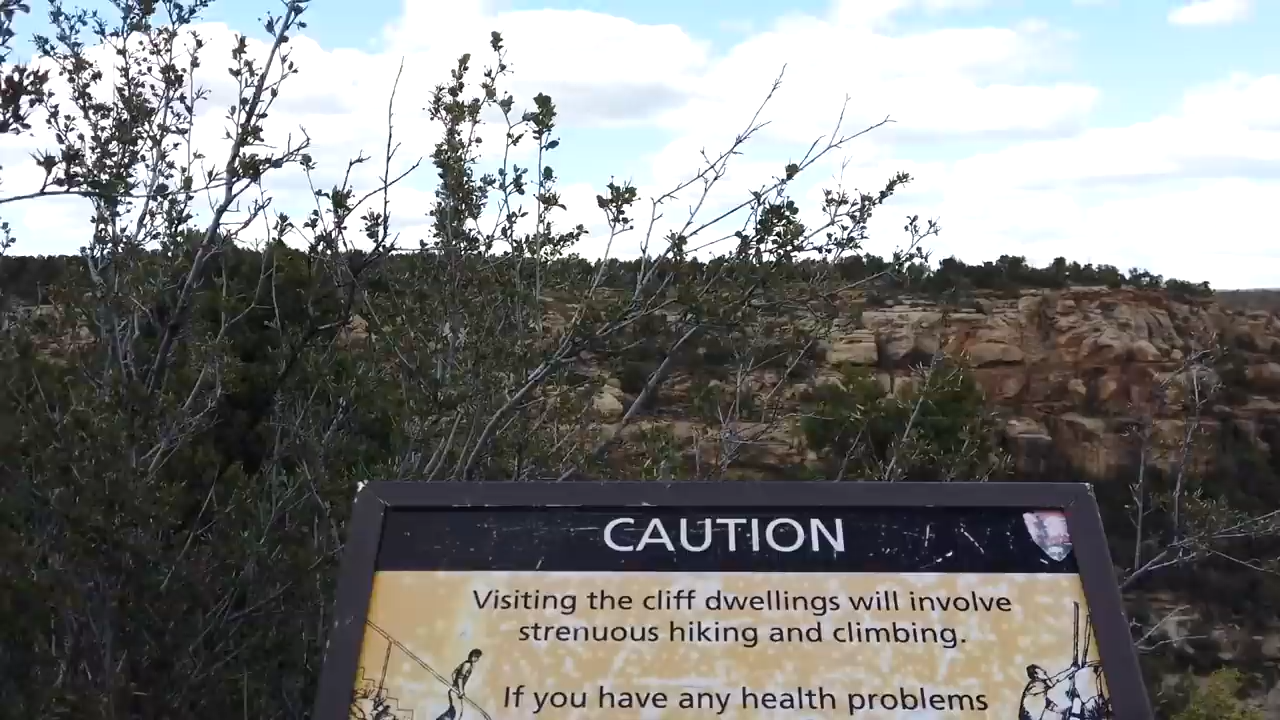 CAUTION
Visiting the cliff dwellings will involve
strenuous hiking and climbing.
If you have any health problems